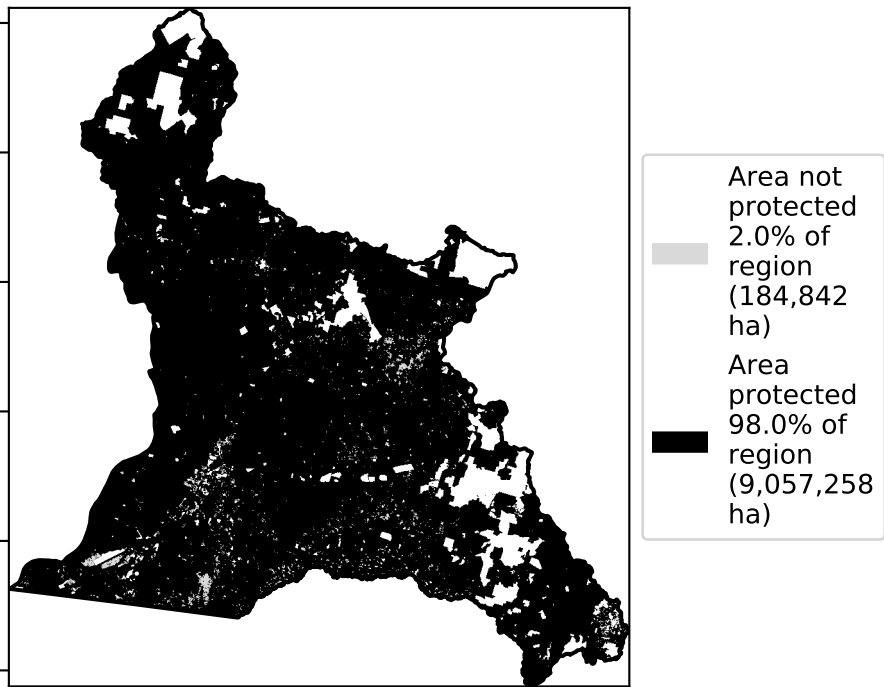 Area not
protected
2.0% of
region
(184,842
ha)
Area
protected
98.0% of
region
(9,057,258
ha)